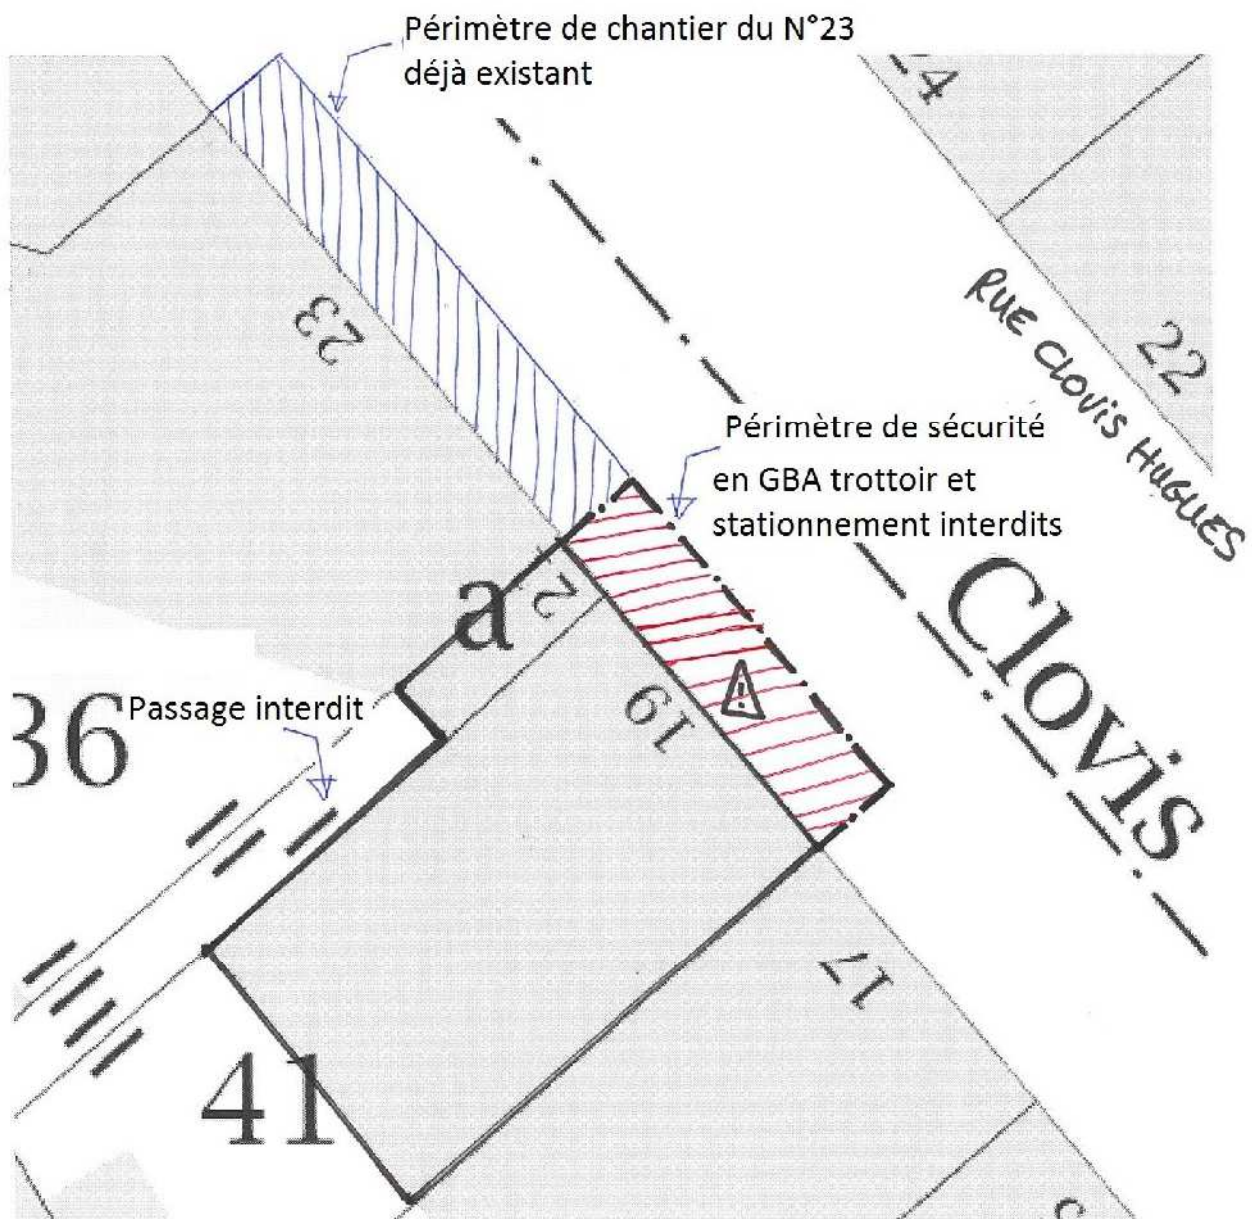 Périmètre de chantier du N°23
déjà existant
24
22
RUE CLOVIS HUGUES
23
Périmètre de sécurité
en GBA trottoir et
stationnement interdits
Clovis
a
19
36
Passage interdit
17
41